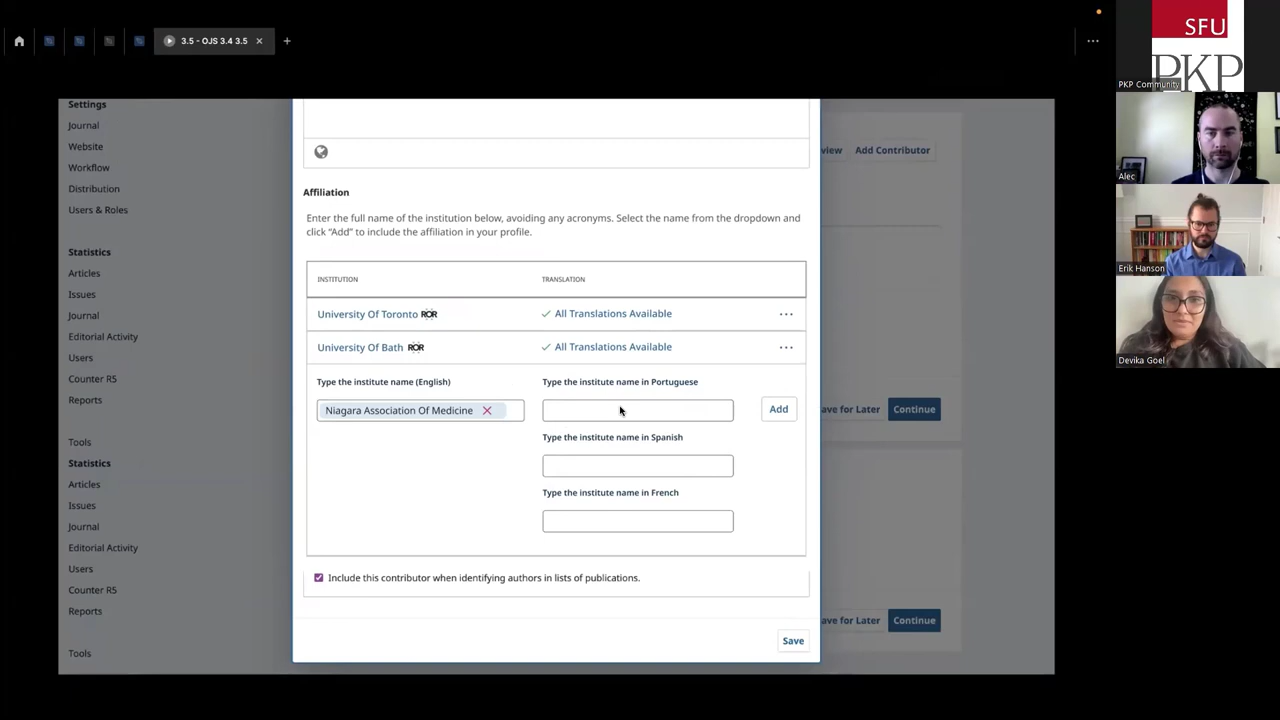 3.5 - OJS 3.4 3.5
SFU
PKP
PKP Community
Alec
Erik Hanson
Devika Goel
Settings
Journal
Website
Workflow
Distribution
Users & Roles
Statistics
Articles
Issues
Journal
Editorial Activity
Users
Counter R5
Reports
Tools
Statistics
Articles
Issues
Journal
Editorial Activity
Users
Counter R5
Reports
Tools
view Add Contributor
Affiliation
Enter the full name of the institution below, avoiding any acronyms. Select the name from the dropdown and
click “Add” to include the affiliation in your profile.
INSTITUTION TRANSLATION
University Of Toronto ROR All Translations Available
University Of Bath ROR All Translations Available
Type the institute name (English) Type the institute name in Portuguese
Niagara Association Of Medicine Add
Type the institute name in Spanish
Type the institute name in French
Include this contributor when identifying authors in lists of publications.
Save
ave for Later Continue
ave for Later Continue